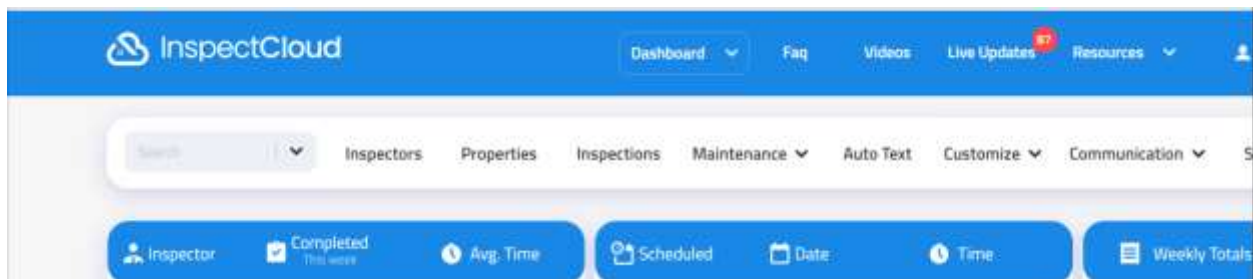 InspectCloud
Dashboard Faq Videos Live Updates 87 Resources
Search Inspectors Properties Inspections Maintenance Auto Text Customize Communication S
Inspector Completed Avg. Time Scheduled Date Time Weekly Totals
This week